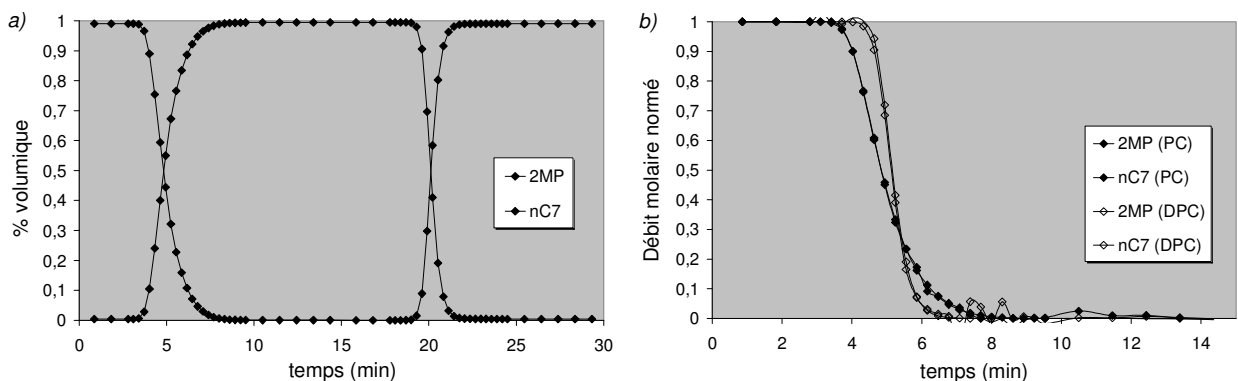 a)
% volumique
1
0,9
0,8
0,7
0,6
0,5
0,4
0,3
0,2
0,1
0
0 5 10 15 20 25 30
temps (min)
2MP
nC7
b)
Débit molaire normé
1
0,9
0,8
0,7
0,6
0,5
0,4
0,3
0,2
0,1
0
0 2 4 6 8 10 12 14
temps (min)
2MP (PC)
nC7 (PC)
2MP (DPC)
nC7 (DPC)